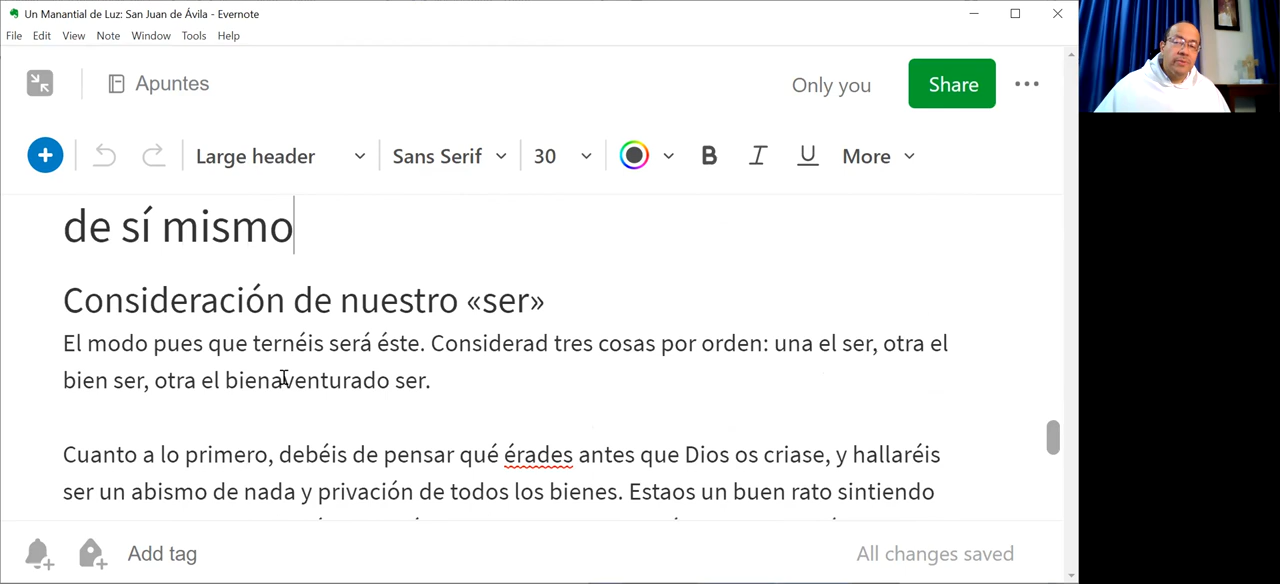 Un Manantial de Luz: San Juan de Ávila - Evernote
File Edit View Note Window Tools Help
Apuntes
Only you
Share
Large header
Sans Serif
30
B I U More
de sí mismo
Consideración de nuestro «ser»
El modo pues que ternéis será éste. Considerad tres cosas por orden: una el ser, otra el
bien ser, otra el bienaventurado ser.
Cuanto a lo primero, debéis de pensar qué érades antes que Dios os criase, y hallaréis
ser un abismo de nada y privación de todos los bienes. Estaos un buen rato sintiendo
Add tag
All changes saved